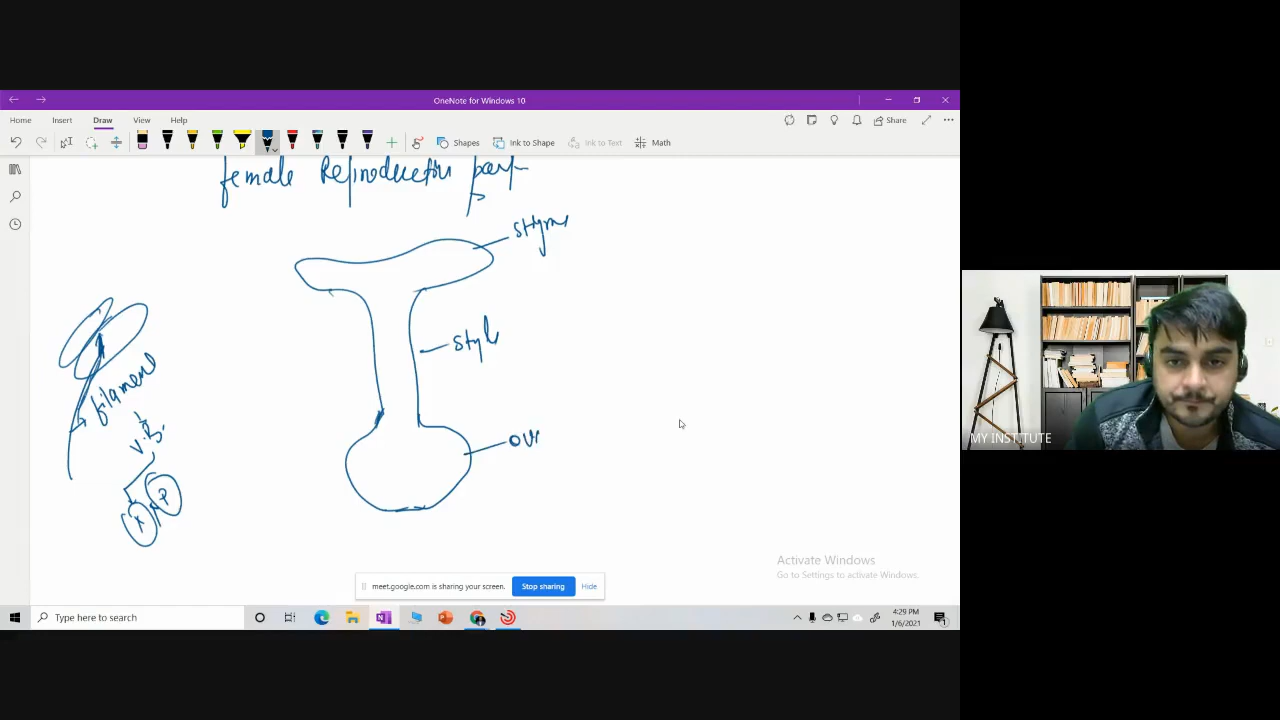 OneNote for Windows 10
Home Insert Draw View Help
Share
Shapes Ink to Shape Ink to Text Math
female Reproductive part
stigma
style
filament
V.B.
ov
X P
MY INSTITUTE
Activate Windows
Go to Settings to activate Windows.
meet.google.com is sharing your screen. Stop sharing Hide
Type here to search
4:29 PM
1/6/2021